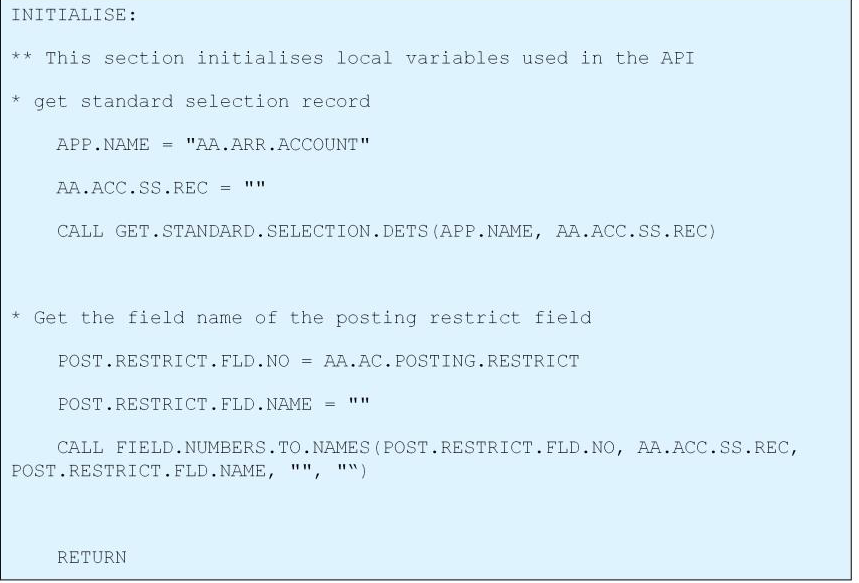 INITIALISE:
** This section initialises local variables used in the API
* get standard selection record
APP.NAME = "AA.ARR.ACCOUNT"
AA.ACC.SS.REC = ""
CALL GET.STANDARD.SELECTION.DETS(APP.NAME, AA.ACC.SS.REC)
* Get the field name of the posting restrict field
POST.RESTRICT.FLD.NO = AA.AC.POSTING.RESTRICT
POST.RESTRICT.FLD.NAME = ""
CALL FIELD.NUMBERS.TO.NAMES(POST.RESTRICT.FLD.NO, AA.ACC.SS.REC,
POST.RESTRICT.FLD.NAME, "", "‟)
RETURN